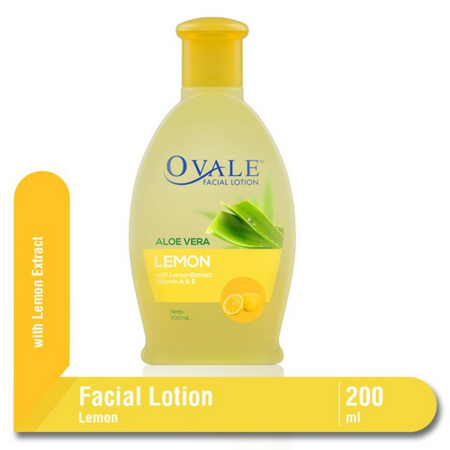 OVALE™
FACIAL LOTION
ALOE VERA
LEMON
with Lemon Extract
Vitamin A & E
Netto:
200 mL
with Lemon Extract
Facial Lotion
Lemon
200
ml